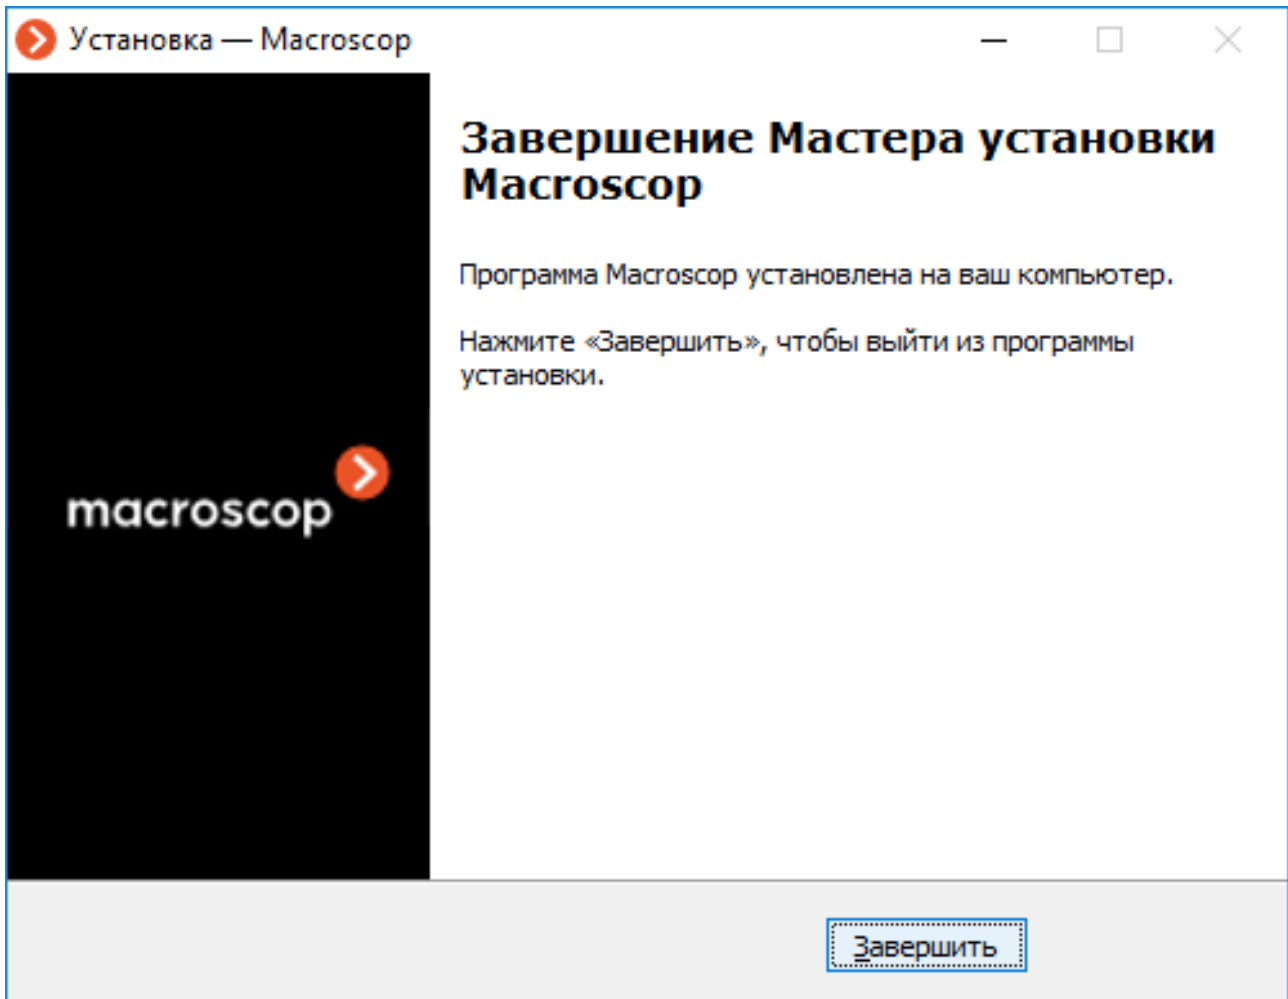 Установка — Macroscop
Завершение Мастера установки
Macroscop
Программа Macroscop установлена на ваш компьютер.
Нажмите «Завершить», чтобы выйти из программы
установки.
macroscop
Завершить